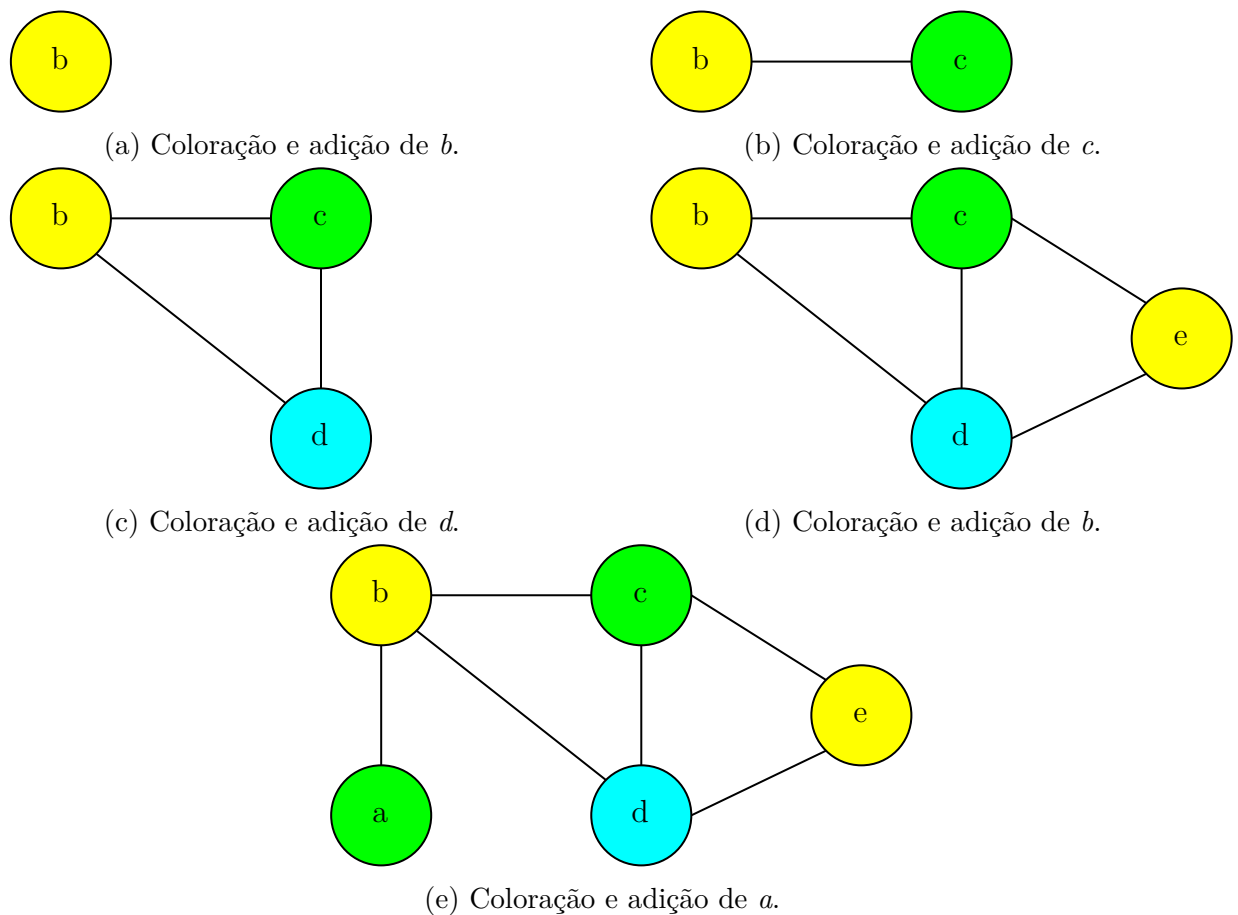 b
b c
(a) Coloração e adição de b.
(b) Coloração e adição de c.
b c
d
(c) Coloração e adição de d.
b c
e
d
(d) Coloração e adição de b.
b c
e
a d
(e) Coloração e adição de a.